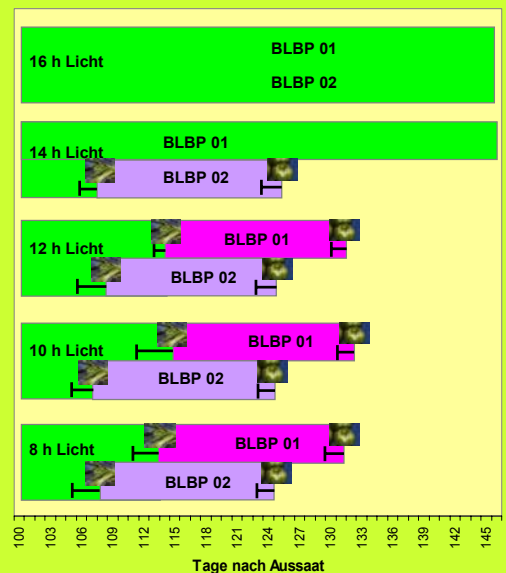 BLBP 01
16 h Licht
BLBP 02
BLBP 01
14 h Licht
BLBP 02
BLBP 01
12 h Licht
BLBP 02
BLBP 01
10 h Licht
BLBP 02
BLBP 01
8 h Licht
BLBP 02
100 103 106 109 112 115 118 121 124 127 130 133 136 139 142 145
Tage nach Aussaat